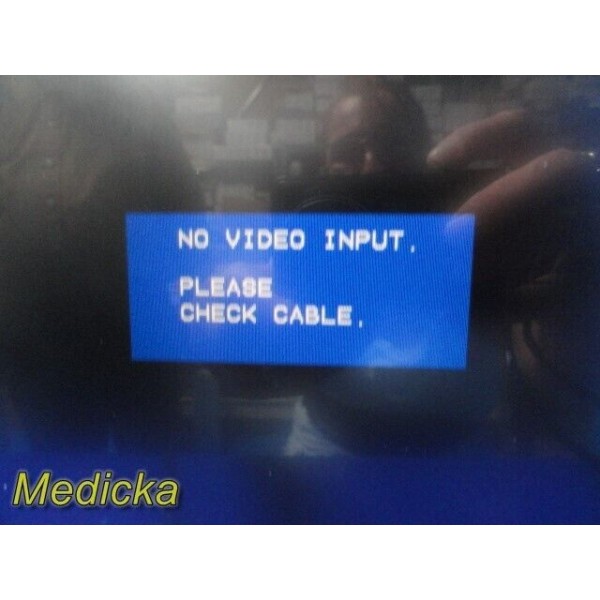 NO VIDEO INPUT.
PLEASE
CHECK CABLE.
Medicka